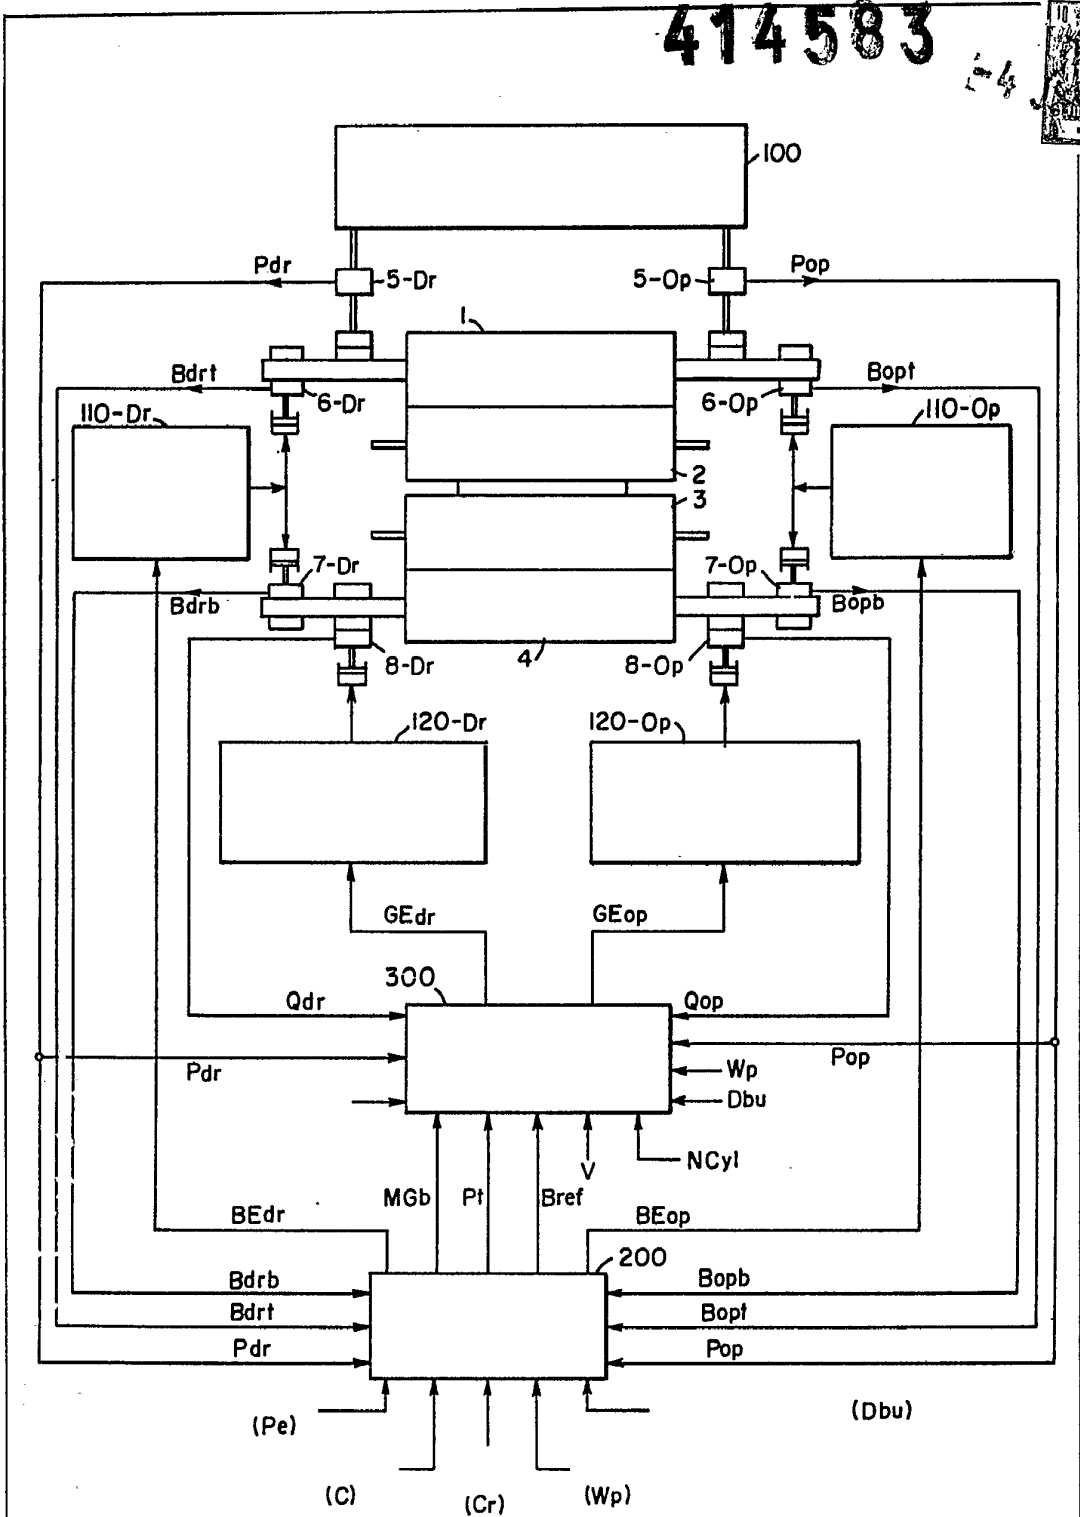 414583
100
Pdr
5-Dr
5-Op
Pop
1
Bdrt
6-Dr
6-Op
Bopt
110-Dr
110-Op
2
3
7-Dr
7-Op
Bdrb
Bopb
8-Dr
4
8-Op
120-Dr
120-Op
GEdr
GEop
300
Qdr
Qop
Pdr
Pop
Wp
Dbu
V
NCyl
MGb
Pt
Bref
BEdr
BEop
200
Bdrb
Bopb
Bdrt
Bopt
Pdr
Pop
(Pe)
(Dbu)
(C)
(Cr)
(Wp)